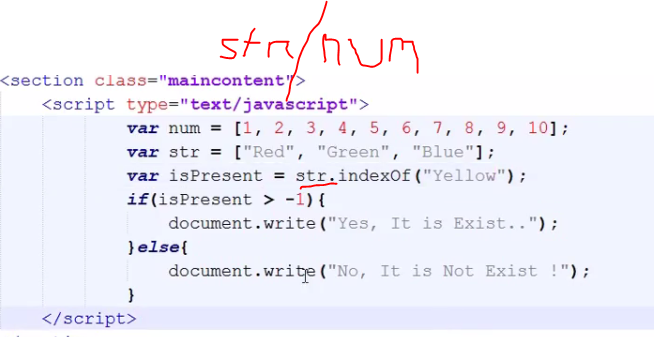 str/num
<section class="maincontent">
<script type="text/javascript">
var num = [1, 2, 3, 4, 5, 6, 7, 8, 9, 10];
var str = ["Red", "Green", "Blue"];
var isPresent = str.indexOf("Yellow");
if(isPresent > -1){
document.write("Yes, It is Exist..");
}else{
document.write("No, It is Not Exist !");
}
</script>